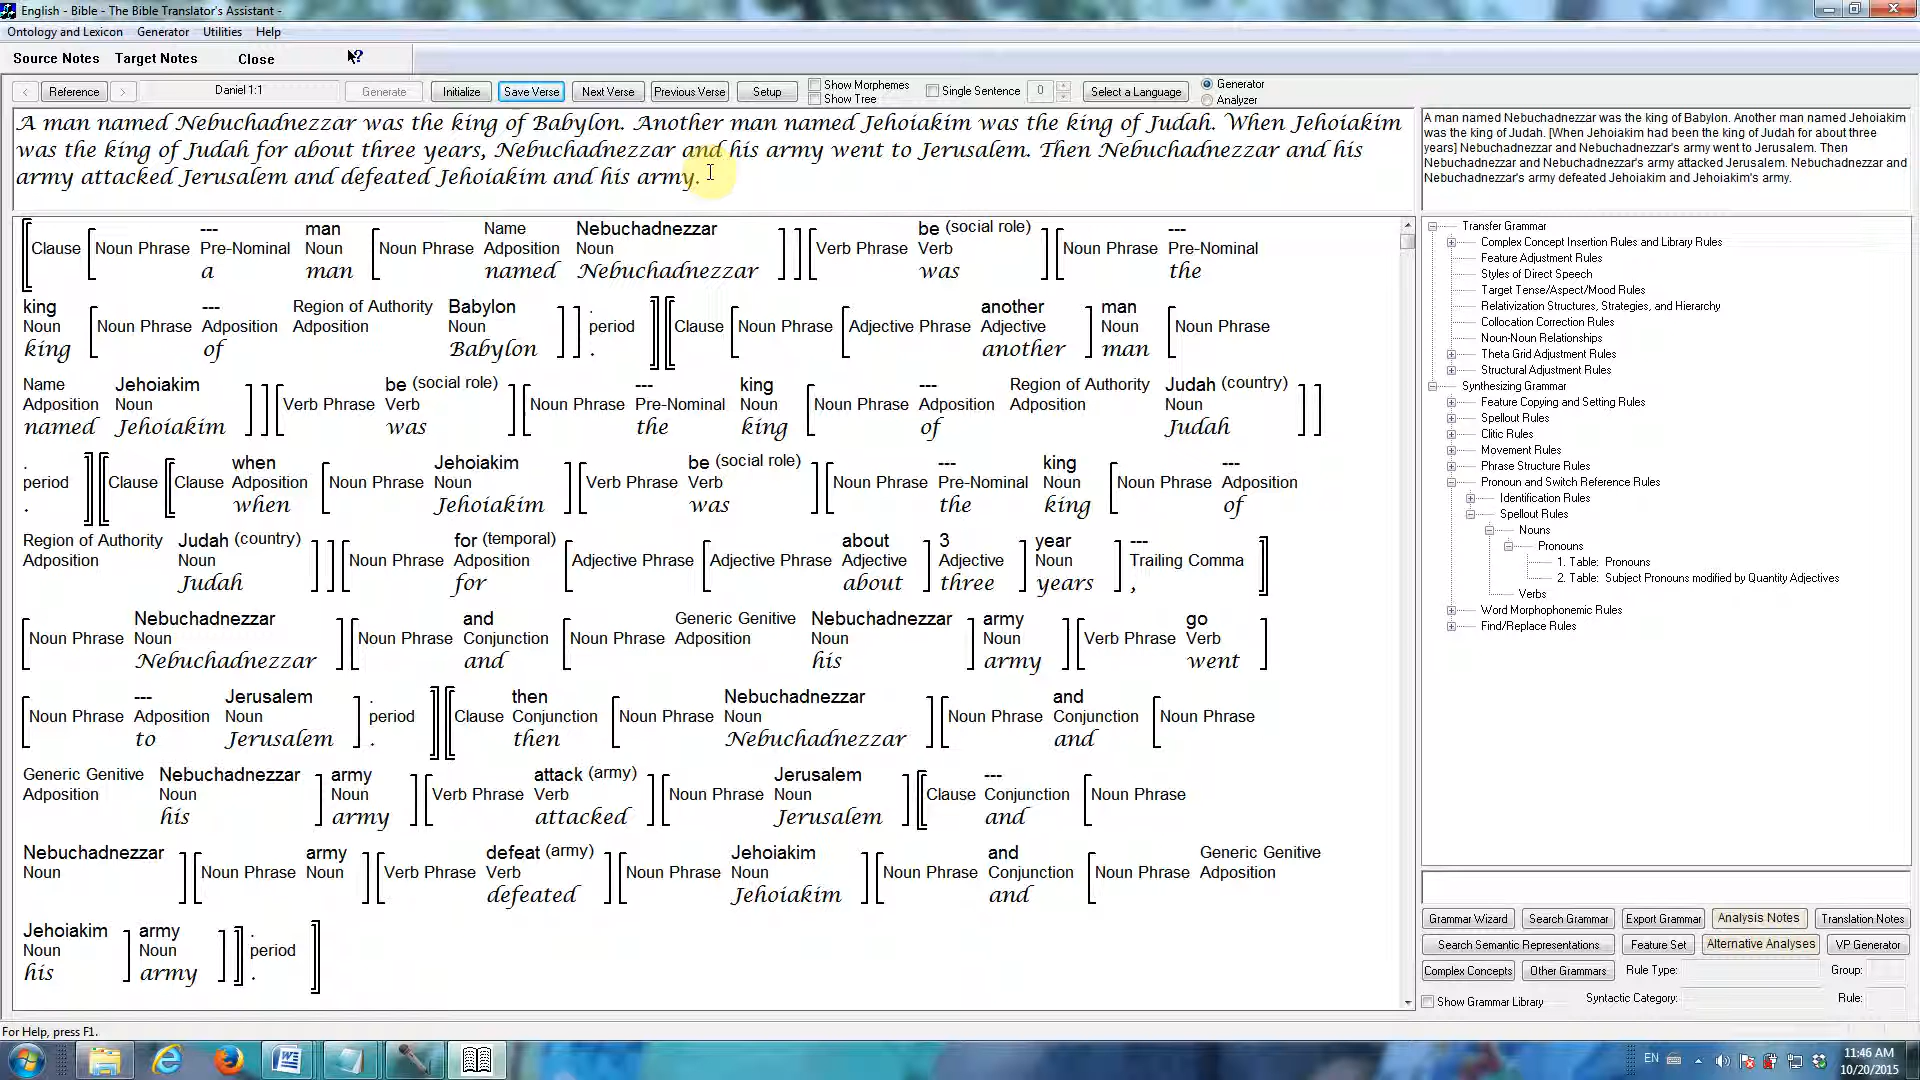 English - Bible - The Bible Translator's Assistant -
Ontology and Lexicon Generator Utilities Help
Source Notes Target Notes Close
< Reference > Daniel 1:1 Generate Initialize Save Verse Next Verse Previous Verse Setup Show Morphemes Show Tree Single Sentence 0 Select a Language Generator Analyzer
A man named Nebuchadnezzar was the king of Babylon. Another man named Jehoiakim was the king of Judah. When Jehoiakim
was the king of Judah for about three years, Nebuchadnezzar and his army went to Jerusalem. Then Nebuchadnezzar and his
army attacked Jerusalem and defeated Jehoiakim and his army.
A man named Nebuchadnezzar was the king of Babylon. Another man named Jehoiakim
was the king of Judah. [When Jehoiakim had been the king of Judah for about three
years] Nebuchadnezzar and Nebuchadnezzar's army went to Jerusalem. Then
Nebuchadnezzar and Nebuchadnezzar's army attacked Jerusalem. Nebuchadnezzar and
Nebuchadnezzar's army defeated Jehoiakim and Jehoiakim's army.
--- man Name Nebuchadnezzar be (social role) ---
Clause Noun Phrase Pre-Nominal Noun Noun Phrase Adposition Noun Verb Phrase Verb Noun Phrase Pre-Nominal
a man named Nebuchadnezzar was the
king --- Region of Authority Babylon . another man
Noun Noun Phrase Adposition Adposition Noun period Clause Noun Phrase Adjective Phrase Adjective Noun Noun Phrase
king of Babylon . another man
Name Jehoiakim be (social role) --- king --- Region of Authority Judah (country)
Adposition Noun Verb Phrase Verb Noun Phrase Pre-Nominal Noun Noun Phrase Adposition Adposition Noun
named Jehoiakim was the king of Judah
. when Jehoiakim be (social role) --- king ---
period Clause Clause Adposition Noun Phrase Noun Verb Phrase Verb Noun Phrase Pre-Nominal Noun Noun Phrase Adposition
. when Jehoiakim was the king of
Region of Authority Judah (country) for (temporal) about 3 year ---
Adposition Noun Noun Phrase Adposition Adjective Phrase Adjective Phrase Adjective Adjective Noun Trailing Comma
Judah for about three years ,
Nebuchadnezzar and Generic Genitive Nebuchadnezzar army go
Noun Phrase Noun Noun Phrase Conjunction Noun Phrase Adposition Noun Noun Verb Phrase Verb
Nebuchadnezzar and his army went
--- Jerusalem . then Nebuchadnezzar and
Noun Phrase Adposition Noun period Clause Conjunction Noun Phrase Noun Noun Phrase Conjunction Noun Phrase
to Jerusalem . then Nebuchadnezzar and
Generic Genitive Nebuchadnezzar army attack (army) Jerusalem ---
Adposition Noun Noun Verb Phrase Verb Noun Phrase Noun Clause Conjunction Noun Phrase
his army attacked Jerusalem and
Nebuchadnezzar army defeat (army) Jehoiakim and Generic Genitive
Noun Noun Phrase Noun Verb Phrase Verb Noun Phrase Noun Noun Phrase Conjunction Noun Phrase Adposition
defeated Jehoiakim and
Jehoiakim army .
Noun Noun period
his army .
Transfer Grammar
Complex Concept Insertion Rules and Library Rules
Feature Adjustment Rules
Styles of Direct Speech
Target Tense/Aspect/Mood Rules
Relativization Structures, Strategies, and Hierarchy
Collocation Correction Rules
Noun-Noun Relationships
Theta Grid Adjustment Rules
Structural Adjustment Rules
Synthesizing Grammar
Feature Copying and Setting Rules
Spellout Rules
Clitic Rules
Movement Rules
Phrase Structure Rules
Pronoun and Switch Reference Rules
Identification Rules
Spellout Rules
Nouns
Pronouns
1. Table: Pronouns
2. Table: Subject Pronouns modified by Quantity Adjectives
Verbs
Word Morphophonemic Rules
Find/Replace Rules
Grammar Wizard Search Grammar Export Grammar Analysis Notes Translation Notes
Search Semantic Representations Feature Set Alternative Analyses VP Generator
Complex Concepts Other Grammars Rule Type: Group:
Show Grammar Library Syntactic Category: Rule:
For Help, press F1.
EN 11:46 AM
10/20/2015